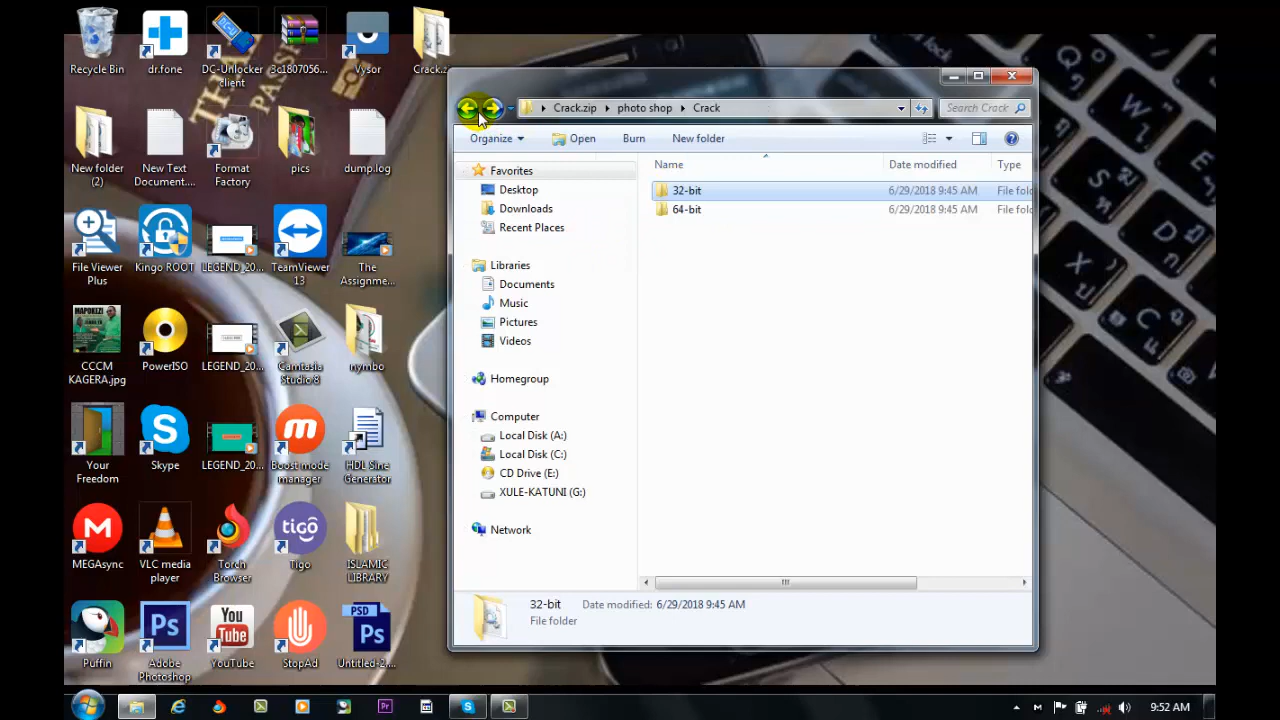 Recycle Bin
dr.fone
DC-Unlocker
client
3c1807056...
Vysor
Crack.z
New folder
(2)
New Text
Document....
Format
Factory
pics
dump.log
File Viewer
Plus
Kingo ROOT
LEGEND_20...
TeamViewer
13
The
Assignme...
CCCM
KAGERA.jpg
PowerISO
LEGEND_20...
Camtasia
Studio 8
nymbo
Your
Freedom
Skype
LEGEND_20...
Boost mode
manager
HDL Sine
Generator
MEGAsync
VLC media
player
Torch
Browser
tigo
Tigo
ISLAMIC
LIBRARY
Puffin
Ps
Adobe
Photoshop
You
Tube
YouTube
StopAd
PSD
Ps
Untitled-2....
Crack.zip
photo shop
Crack
Search Crack
Organize
Open
Burn
New folder
Favorites
Desktop
Downloads
Recent Places
Libraries
Documents
Music
Pictures
Videos
Homegroup
Computer
Local Disk (A:)
Local Disk (C:)
CD Drive (E:)
XULE-KATUNI (G:)
Network
Name
Date modified
Type
32-bit
6/29/2018 9:45 AM
File fold
64-bit
6/29/2018 9:45 AM
File fold
32-bit
Date modified: 6/29/2018 9:45 AM
File folder
Pr
9:52 AM